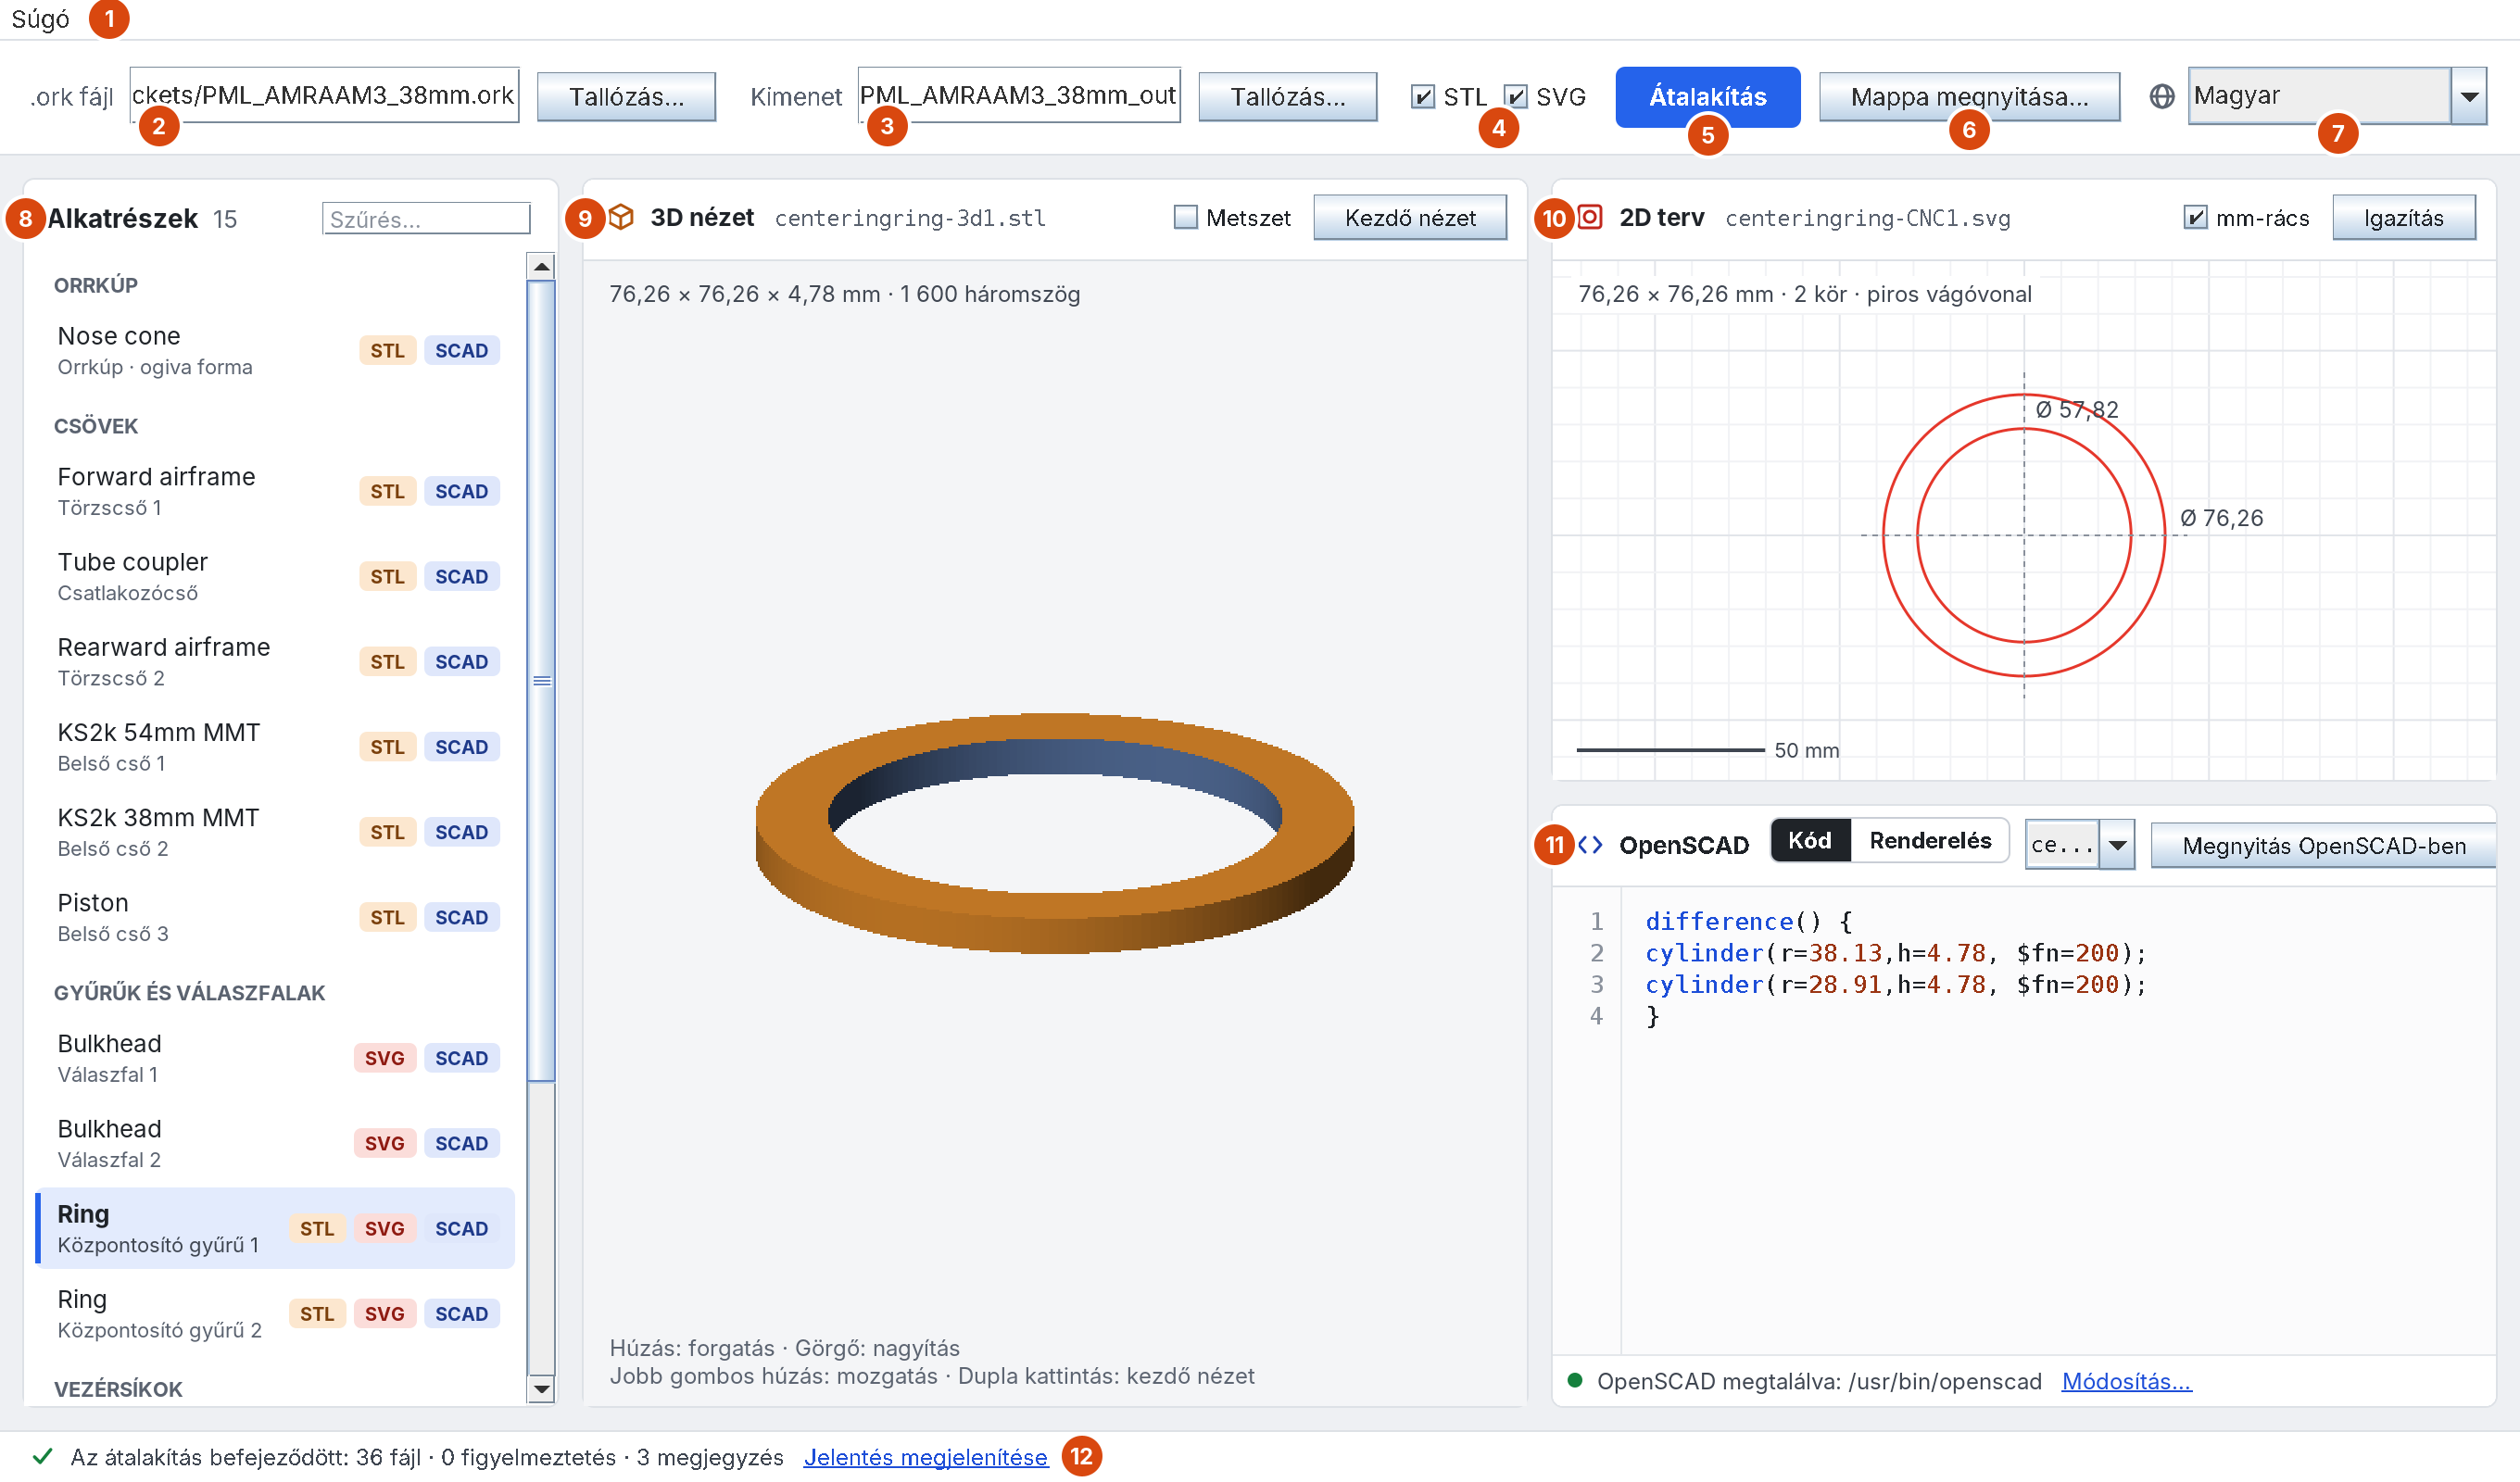 Súgó 1
.ork fájl ckets/PML_AMRAAM3_38mm.ork Tallózás... Kimenet PML_AMRAAM3_38mm_out Tallózás... STL SVG Átalakítás Mappa megnyitása... Magyar
2 3 4 5 6 7
8 Alkatrészek 15 Szűrés...
ORRKÚP
Nose cone STL SCAD
Orrkúp · ogiva forma
CSÖVEK
Forward airframe STL SCAD
Törzscső 1
Tube coupler STL SCAD
Csatlakozócső
Rearward airframe STL SCAD
Törzscső 2
KS2k 54mm MMT STL SCAD
Belső cső 1
KS2k 38mm MMT STL SCAD
Belső cső 2
Piston STL SCAD
Belső cső 3
GYŰRŰK ÉS VÁLASZFALAK
Bulkhead SVG SCAD
Válaszfal 1
Bulkhead SVG SCAD
Válaszfal 2
Ring STL SVG SCAD
Központosító gyűrű 1
Ring STL SVG SCAD
Központosító gyűrű 2
VEZÉRSÍKOK
9 3D nézet centeringring-3d1.stl Metszet Kezdő nézet
76,26 × 76,26 × 4,78 mm · 1 600 háromszög
Húzás: forgatás · Görgő: nagyítás
Jobb gombos húzás: mozgatás · Dupla kattintás: kezdő nézet
10 2D terv centeringring-CNC1.svg mm-rács Igazítás
76,26 × 76,26 mm · 2 kör · piros vágóvonal
Ø 57,82
Ø 76,26
50 mm
11 OpenSCAD Kód Renderelés ce... Megnyitás OpenSCAD-ben
1 difference() {
2 cylinder(r=38.13,h=4.78, $fn=200);
3 cylinder(r=28.91,h=4.78, $fn=200);
4 }
OpenSCAD megtalálva: /usr/bin/openscad Módosítás...
Az átalakítás befejeződött: 36 fájl · 0 figyelmeztetés · 3 megjegyzés Jelentés megjelenítése 12